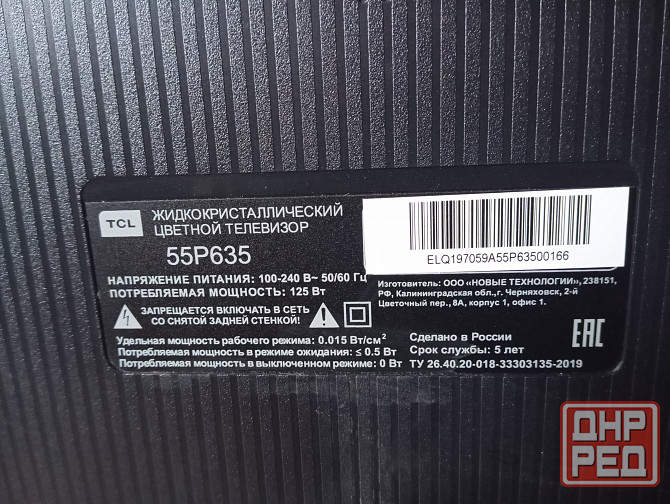 TCL
ЖИДКОКРИСТАЛЛИЧЕСКИЙ
ЦВЕТНОЙ ТЕЛЕВИЗОР
55P635
НАПРЯЖЕНИЕ ПИТАНИЯ: 100-240 В~ 50/60 Гц
ПОТРЕБЛЯЕМАЯ МОЩНОСТЬ: 125 Вт
ЗАПРЕЩАЕТСЯ ВКЛЮЧАТЬ В СЕТЬ
СО СНЯТОЙ ЗАДНЕЙ СТЕНКОЙ!
Удельная мощность рабочего режима: 0.015 Вт/см²
Потребляемая мощность в режиме ожидания: ≤ 0.5 Вт
Потребляемая мощность в выключенном режиме: 0 Вт
ELQ197059A55P63500166
Изготовитель: ООО «НОВЫЕ ТЕХНОЛОГИИ», 238151,
РФ, Калининградская обл., г. Черняховск, 2-й
Цветочный пер., 8А, корпус 1, офис 1.
Сделано в России
Срок службы: 5 лет
ТУ 26.40.20-018-33303135-2019
EAC
ДНР
РЕД